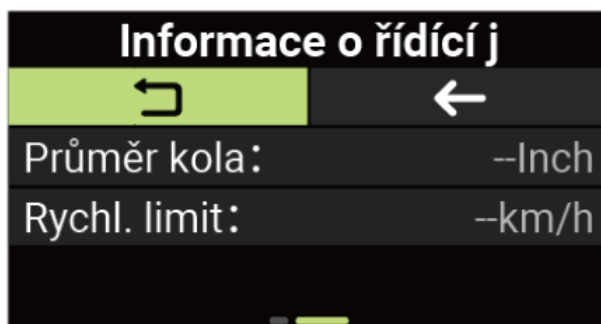 Informace o řídící j
Průměr kola: --Inch
Rychl. limit: --km/h